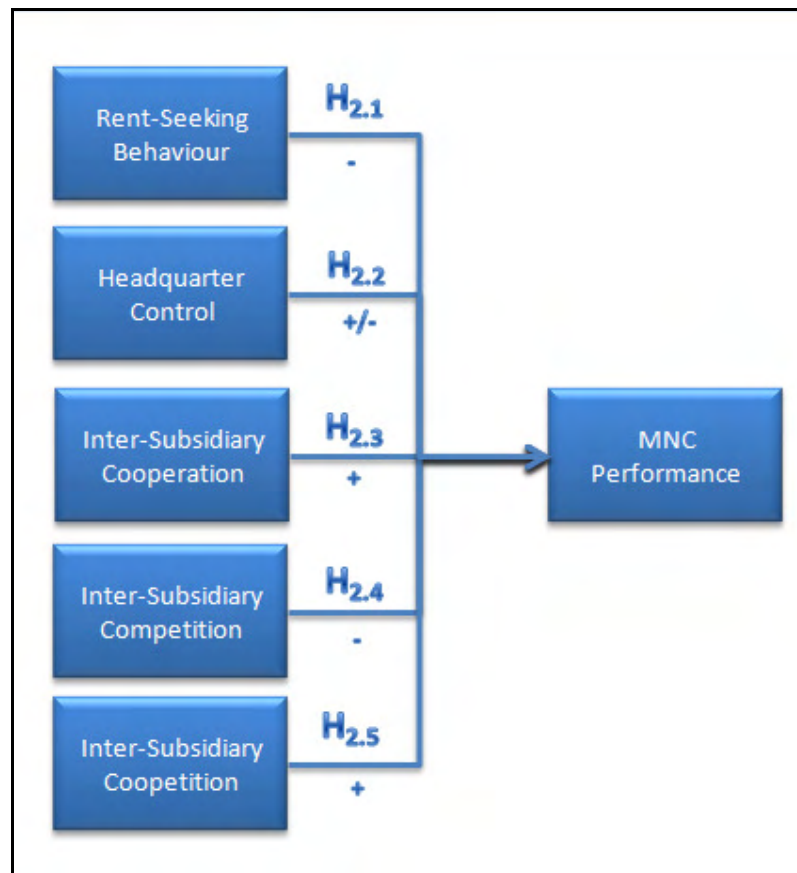 Rent-Seeking
Behaviour
H2.1
-
Headquarter
Control
H2.2
+/-
Inter-Subsidiary
Cooperation
H2.3
+
MNC
Performance
Inter-Subsidiary
Competition
H2.4
-
Inter-Subsidiary
Coopetition
H2.5
+